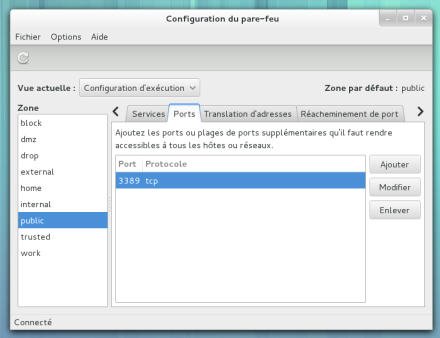 Configuration du pare-feu
Fichier Options Aide
Vue actuelle : Configuration d'exécution Zone par défaut : public
Zone
block
dmz
drop
external
home
internal
public
trusted
work
Services Ports Translation d'adresses Réacheminement de port
Ajoutez les ports ou plages de ports supplémentaires qu'il faut rendre
accessibles á tous les hôtes ou réseaux.
Port Protocole
3389 tcp
Ajouter
Modifier
Enlever
Connecté